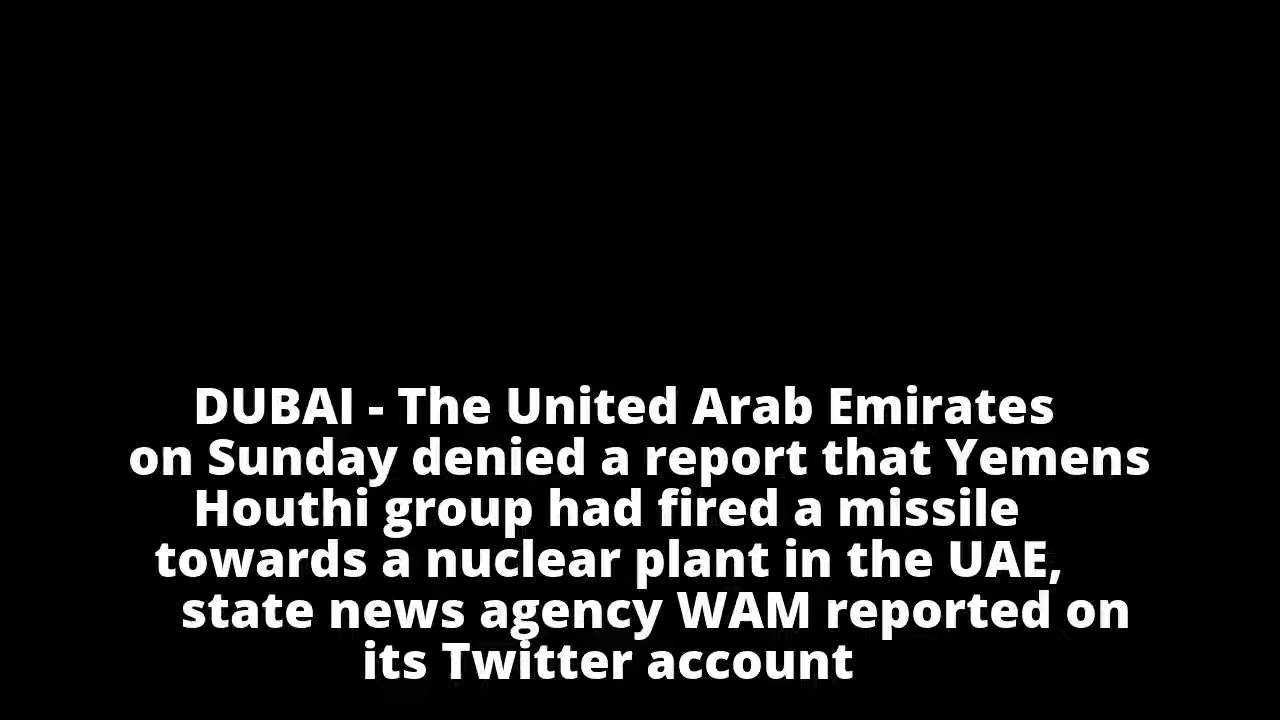 DUBAI - The United Arab Emirates
on Sunday denied a report that Yemens
Houthi group had fired a missile
towards a nuclear plant in the UAE,
state news agency WAM reported on
its Twitter account